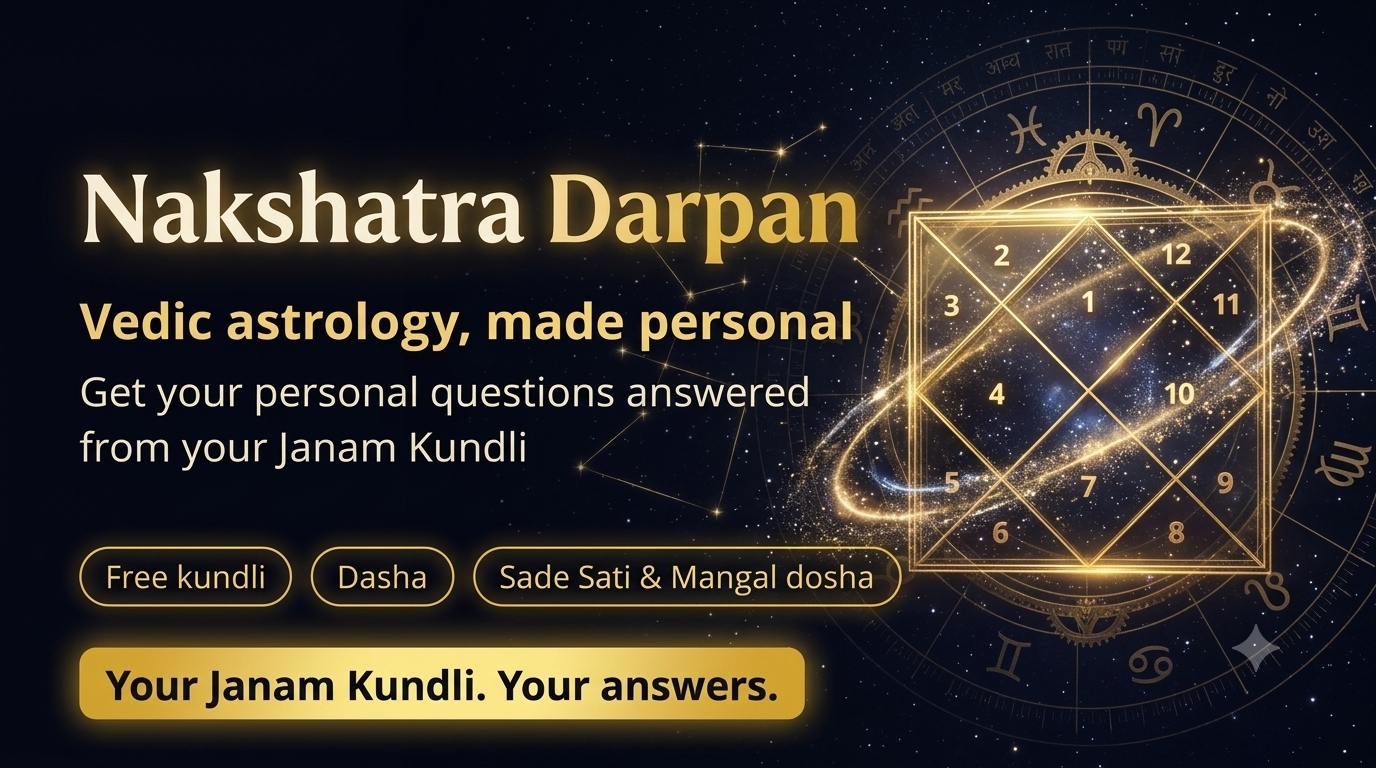 Nakshatra Darpan
Vedic astrology, made personal
Get your personal questions answered
from your Janam Kundli
Free kundli
Dasha
Sade Sati & Mangal dosha
Your Janam Kundli. Your answers.
2
12
3
1
11
4
10
5
7
9
6
8
मर
रात
पग
सां
नो